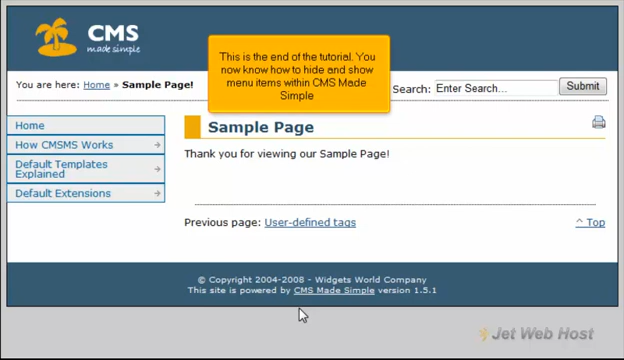 CMS
made simple
This is the end of the tutorial. You
now know how to hide and show
menu items within CMS Made
Simple
You are here: Home » Sample Page!
Search: Enter Search... Submit
Home
How CMSMS Works
Default Templates
Explained
Default Extensions
Sample Page
Thank you for viewing our Sample Page!
Previous page: User-defined tags
^ Top
© Copyright 2004-2008 - Widgets World Company
This site is powered by CMS Made Simple version 1.5.1
Jet Web Host